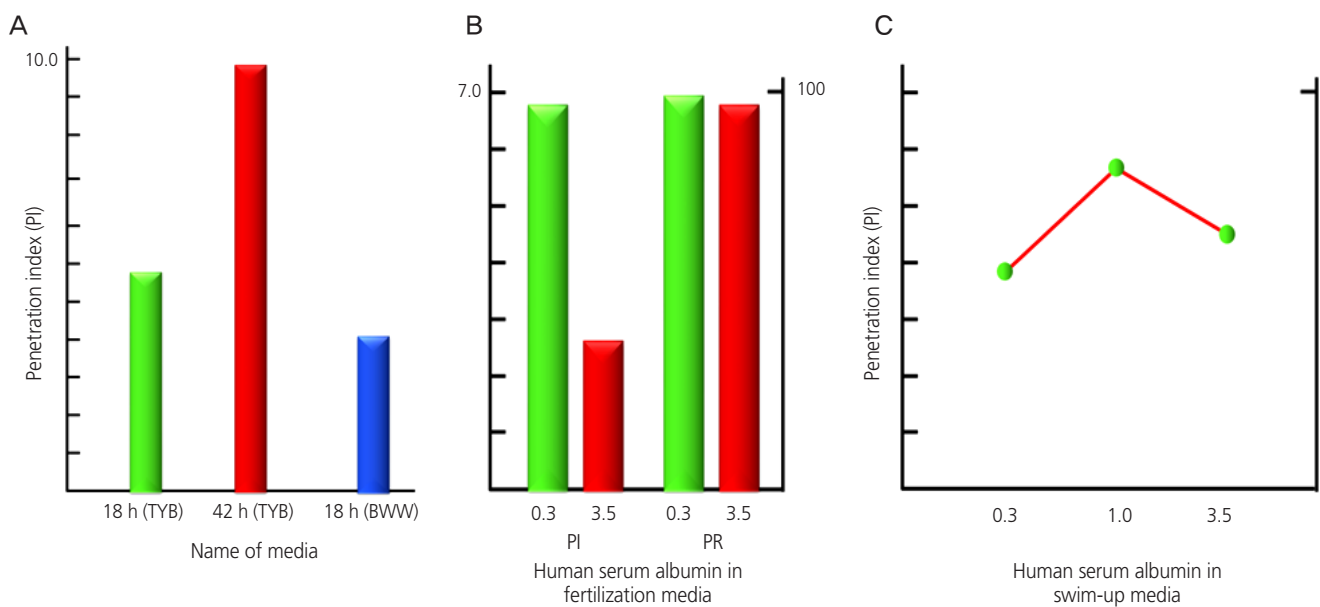 A
10.0
Penetration index (PI)
18 h (TYB) 42 h (TYB) 18 h (BWW)
Name of media
B
7.0
100
0.3 3.5 0.3 3.5
PI PR
Human serum albumin in
fertilization media
C
Penetration index (PI)
0.3 1.0 3.5
Human serum albumin in
swim-up media